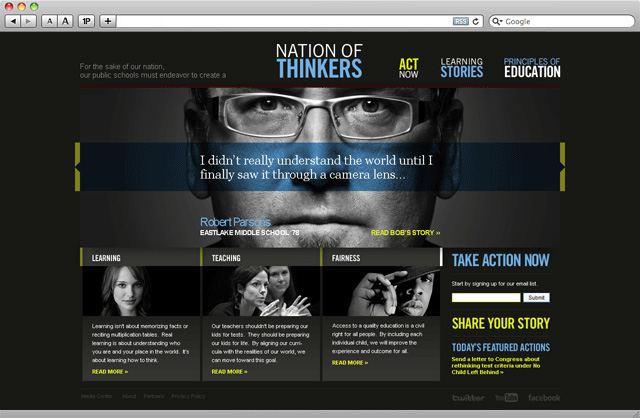 A A 1P + RSS Google
For the sake of our nation,
our public schools must endeavor to create a
NATION OF
THINKERS
ACT
NOW
LEARNING
STORIES
PRINCIPLES OF
EDUCATION
I didn't really understand the world until I
finally saw it through a camera lens...
Robert Parsons
EASTLAKE MIDDLE SCHOOL '78
READ BOB'S STORY »
LEARNING
Learning isn't about memorizing facts or
reciting multiplication tables. Real
learning is about understanding who
you are and your place in the world. It's
about learning how to think.
READ MORE »
TEACHING
Our teachers shouldn't be preparing our
kids for tests. They should be preparing
our kids for life. By aligning our curri-
cula with the realities of our world, we
can move toward this goal.
READ MORE »
FAIRNESS
Access to a quality education is a civil
right for all people. By including each
individual child, we will improve the
experience and outcome for all.
READ MORE »
TAKE ACTION NOW
Start by signing up for our email list.
Submit
SHARE YOUR STORY
TODAY'S FEATURED ACTIONS
Send a letter to Congress about
rethinking test criteria under No
Child Left Behind »
Media Center About Partners Privacy Policy
twitter YouTube facebook